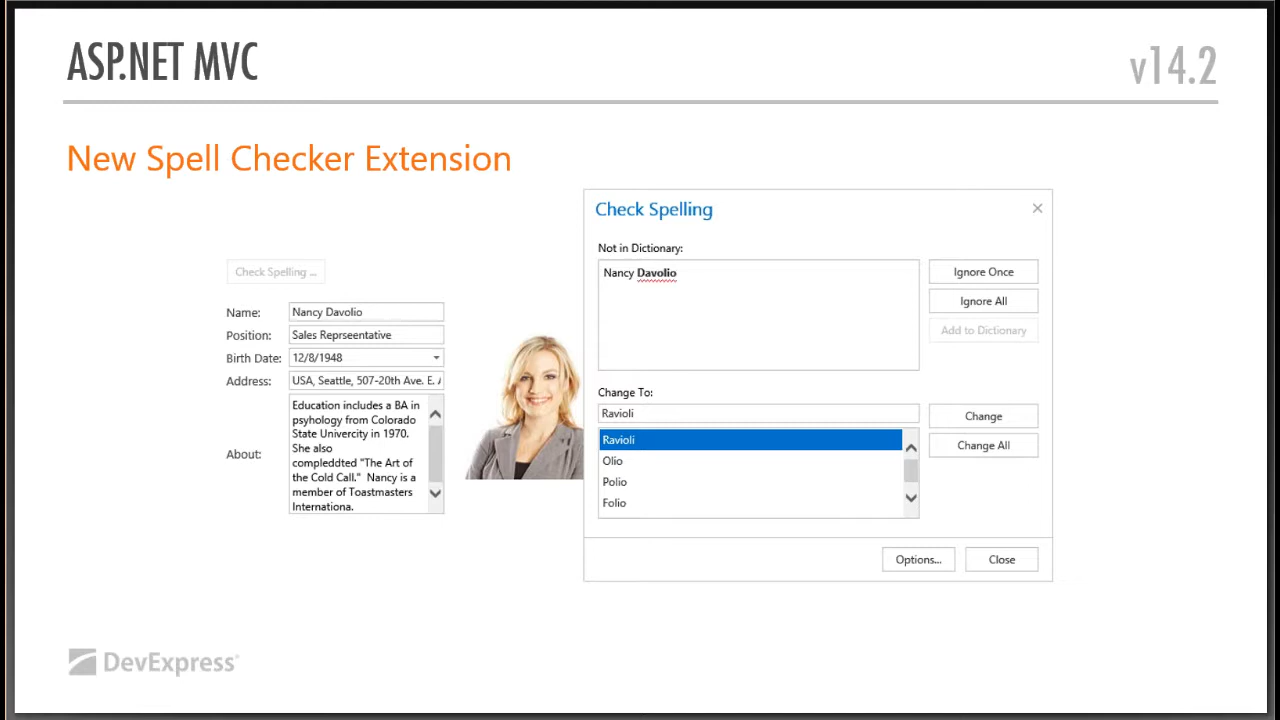 ASP.NET MVC
v14.2
New Spell Checker Extension
Check Spelling ...
Name: Nancy Davolio
Position: Sales Reprseentative
Birth Date: 12/8/1948
Address: USA, Seattle, 507-20th Ave. E. A
About:
Education includes a BA in
psyhology from Colorado
State Univercity in 1970.
She also
compleddted "The Art of
the Cold Call." Nancy is a
member of Toastmasters
Internationa.
Check Spelling
Not in Dictionary:
Nancy Davolio
Ignore Once
Ignore All
Add to Dictionary
Change To:
Ravioli
Change
Ravioli
Olio
Polio
Folio
Change All
Options...
Close
DevExpress